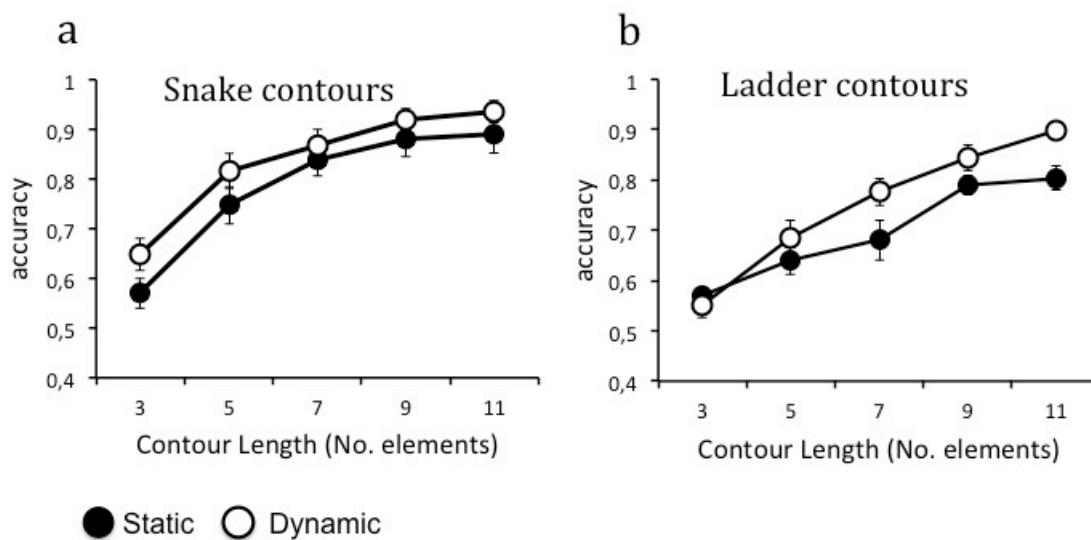 a
Snake contours
1
0,9
0,8
0,7
0,6
0,5
0,4
accuracy
3 5 7 9 11
Contour Length (No. elements)
b
Ladder contours
1
0,9
0,8
0,7
0,6
0,5
0,4
accuracy
3 5 7 9 11
Contour Length (No. elements)
Static Dynamic